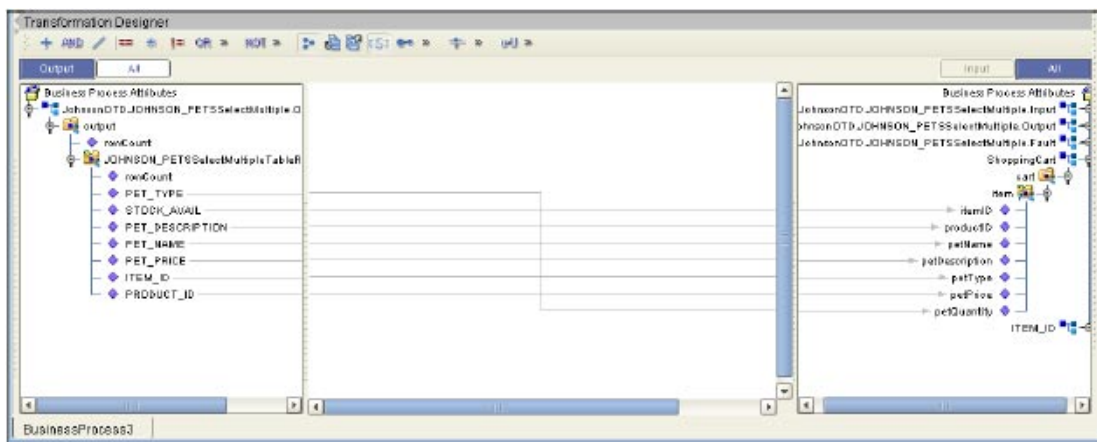 Transformation Designer
+ AND / == != OR » NOT » » » »
Output All Input All
Business Process Attributes
JohnsonOTD.JOHNSON_PETSSelectMultiple.O
output
rowCount
JOHNSON_PETSSelectMultipleTableR
rowCount
PET_TYPE
STOCK_AVAIL
PET_DESCRIPTION
PET_NAME
PET_PRICE
ITEM_ID
PRODUCT_ID
Business Process Attributes
JohnsonOTD.JOHNSON_PETSSelectMultiple.Input
ohnsonOTD.JOHNSON_PETSSelectMultiple.Output
JohnsonOTD.JOHNSON_PETSSelectMultiple.Fault
ShoppingCart
cart
item
itemID
productID
petName
petDescription
petType
petPrice
petQuantity
ITEM_ID
BusinessProcess3